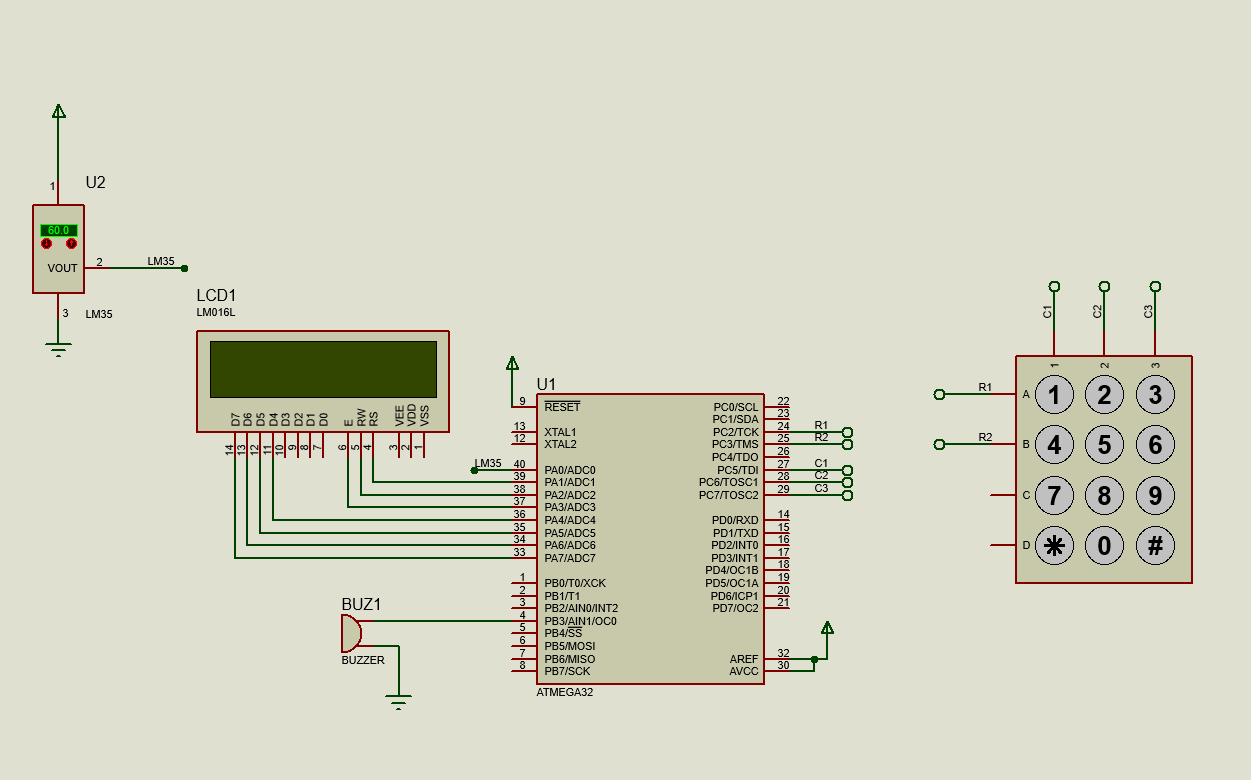 1
U2
60.0
VOUT
2
LM35
3
LM35
LCD1
LM016L
D7
D6
D5
D4
D3
D2
D1
D0
E
RW
RS
VEE
VDD
VSS
14
13
12
11
10
9
8
7
6
5
4
3
2
1
U1
9 RESET
13 XTAL1
12 XTAL2
LM35
40 PA0/ADC0
39 PA1/ADC1
38 PA2/ADC2
37 PA3/ADC3
36 PA4/ADC4
35 PA5/ADC5
34 PA6/ADC6
33 PA7/ADC7
1 PB0/T0/XCK
2 PB1/T1
3 PB2/AIN0/INT2
4 PB3/AIN1/OC0
5 PB4/SS
6 PB5/MOSI
7 PB6/MISO
8 PB7/SCK
PC0/SCL 22
PC1/SDA 23
PC2/TCK 24 R1
PC3/TMS 25 R2
PC4/TDO 26
PC5/TDI 27 C1
PC6/TOSC1 28 C2
PC7/TOSC2 29 C3
PD0/RXD 14
PD1/TXD 15
PD2/INT0 16
PD3/INT1 17
PD4/OC1B 18
PD5/OC1A 19
PD6/ICP1 20
PD7/OC2 21
AREF 32
AVCC 30
ATMEGA32
BUZ1
BUZZER
C1
C2
C3
1 2 3
R1 A 1 2 3
R2 B 4 5 6
C 7 8 9
D * 0 #